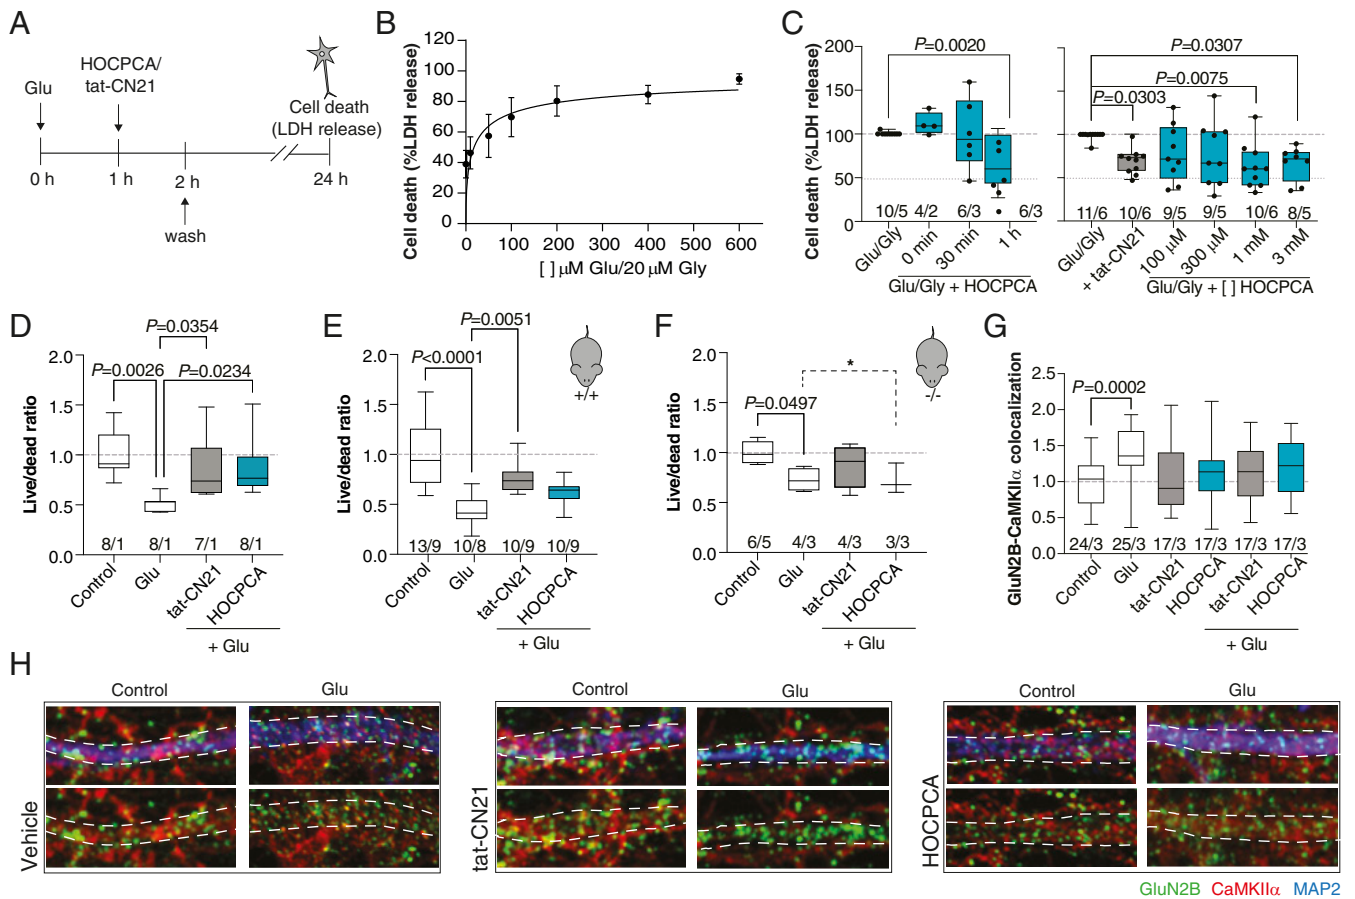 A
Glu
HOCPCA/
tat-CN21
Cell death
(LDH release)
0 h
1 h
2 h
24 h
wash
B
Cell death (%LDH release)
120
100
80
60
40
20
0
0
100
200
300
400
500
600
[ ] µM Glu/20 µM Gly
C
Cell death (%LDH release)
200
150
100
50
0
P=0.0020
10/5
4/2
6/3
6/3
Glu/Gly
0 min
30 min
1 h
Glu/Gly + HOCPCA
P=0.0307
P=0.0075
P=0.0303
11/6
10/6
9/5
9/5
10/6
8/5
Glu/Gly
+ tat-CN21
100 µM
300 µM
1 mM
3 mM
Glu/Gly + [ ] HOCPCA
D
Live/dead ratio
2.0
1.5
1.0
0.5
0.0
P=0.0354
P=0.0026
P=0.0234
8/1
8/1
7/1
8/1
Control
Glu
tat-CN21
HOCPCA
+ Glu
E
Live/dead ratio
2.0
1.5
1.0
0.5
0.0
P=0.0051
P<0.0001
+/+
13/9
10/8
10/9
10/9
Control
Glu
tat-CN21
HOCPCA
+ Glu
F
Live/dead ratio
2.0
1.5
1.0
0.5
0.0
*
P=0.0497
-/-
6/5
4/3
4/3
3/3
Control
Glu
tat-CN21
HOCPCA
+ Glu
G
GluN2B-CaMKIIα colocalization
2.5
2.0
1.5
1.0
0.5
0.0
P=0.0002
24/3
25/3
17/3
17/3
17/3
17/3
Control
Glu
tat-CN21
HOCPCA
tat-CN21
HOCPCA
+ Glu
H
Control
Glu
Vehicle
Control
Glu
tat-CN21
Control
Glu
HOCPCA
GluN2B CaMKIIα MAP2